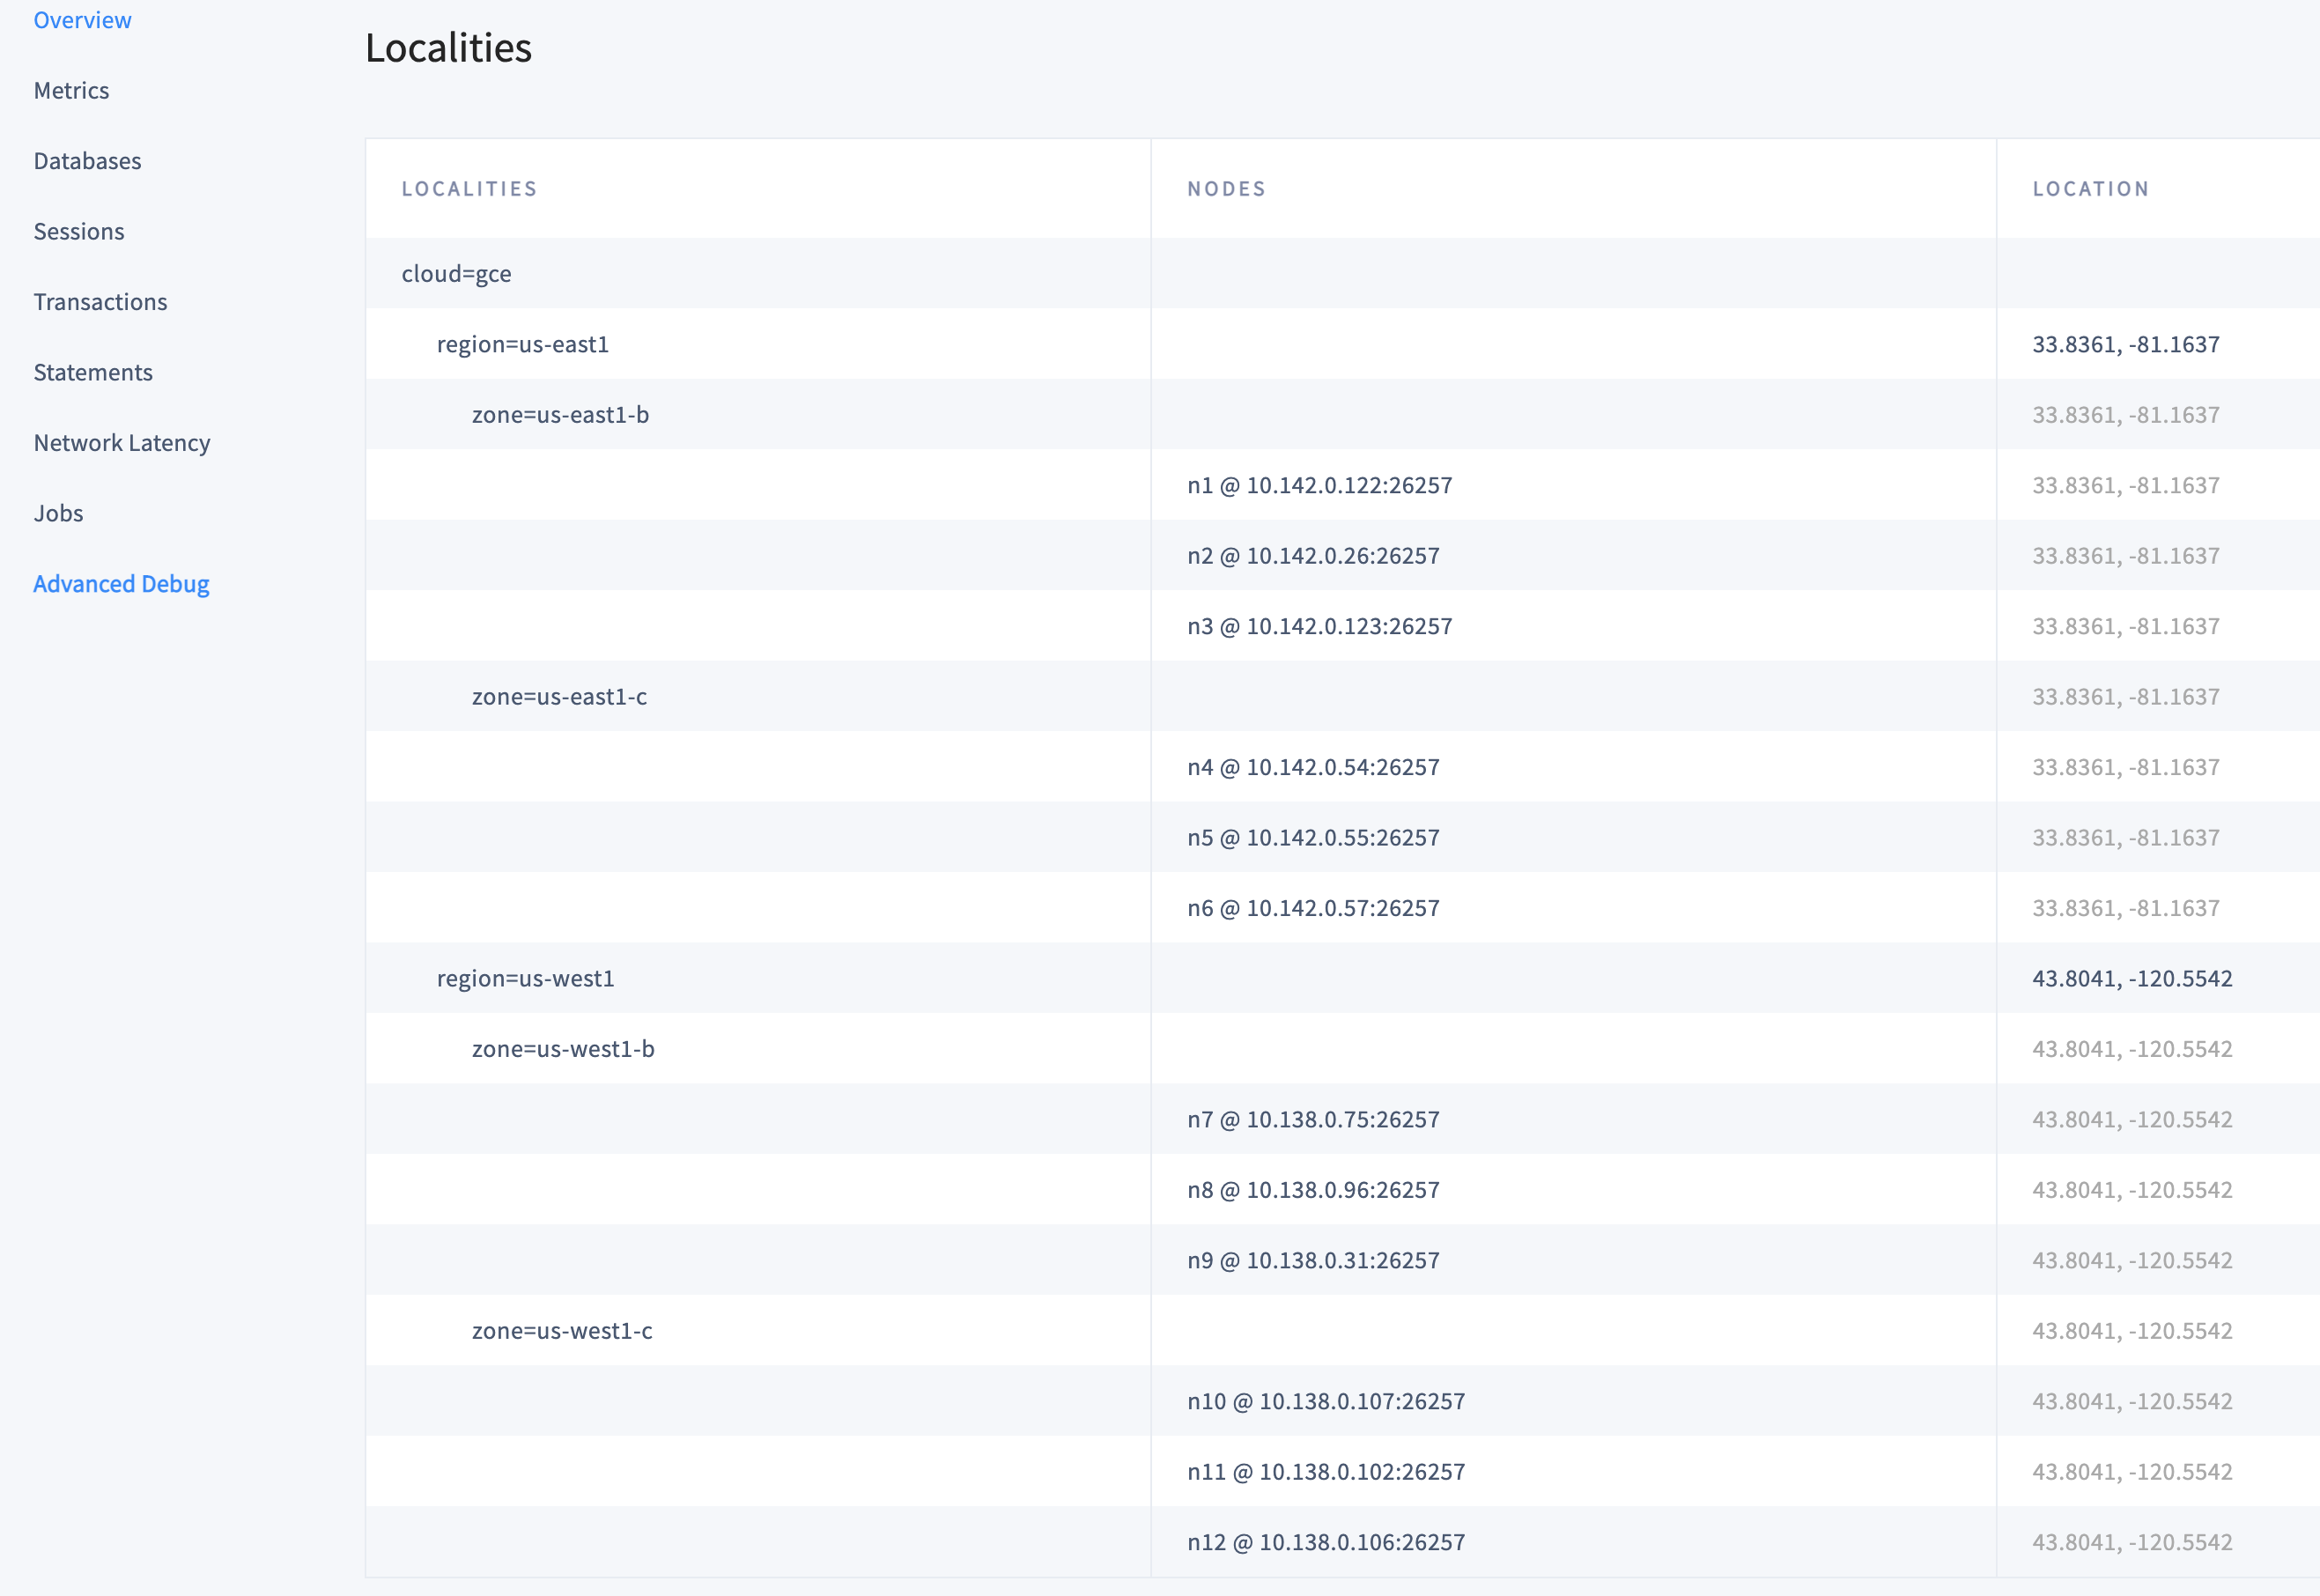 Overview
Metrics
Databases
Sessions
Transactions
Statements
Network Latency
Jobs
Advanced Debug
Localities
LOCALITIES NODES LOCATION
cloud=gce
region=us-east1 33.8361, -81.1637
zone=us-east1-b 33.8361, -81.1637
n1 @ 10.142.0.122:26257 33.8361, -81.1637
n2 @ 10.142.0.26:26257 33.8361, -81.1637
n3 @ 10.142.0.123:26257 33.8361, -81.1637
zone=us-east1-c 33.8361, -81.1637
n4 @ 10.142.0.54:26257 33.8361, -81.1637
n5 @ 10.142.0.55:26257 33.8361, -81.1637
n6 @ 10.142.0.57:26257 33.8361, -81.1637
region=us-west1 43.8041, -120.5542
zone=us-west1-b 43.8041, -120.5542
n7 @ 10.138.0.75:26257 43.8041, -120.5542
n8 @ 10.138.0.96:26257 43.8041, -120.5542
n9 @ 10.138.0.31:26257 43.8041, -120.5542
zone=us-west1-c 43.8041, -120.5542
n10 @ 10.138.0.107:26257 43.8041, -120.5542
n11 @ 10.138.0.102:26257 43.8041, -120.5542
n12 @ 10.138.0.106:26257 43.8041, -120.5542